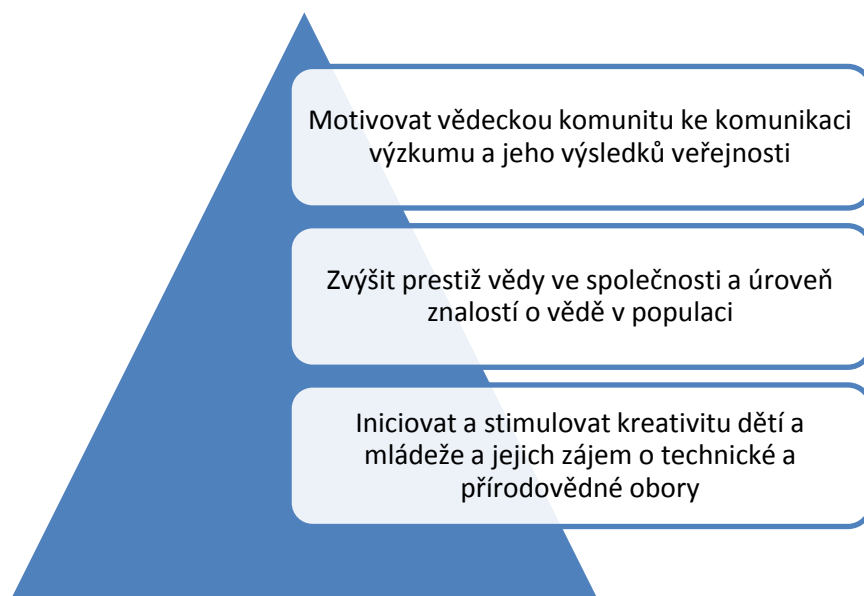 Motivovat vědeckou komunitu ke komunikaci
výzkumu a jeho výsledků veřejnosti
Zvýšit prestiž vědy ve společnosti a úroveň
znalostí o vědě v populaci
Iniciovat a stimulovat kreativitu dětí a
mládeže a jejich zájem o technické a
přírodovědné obory